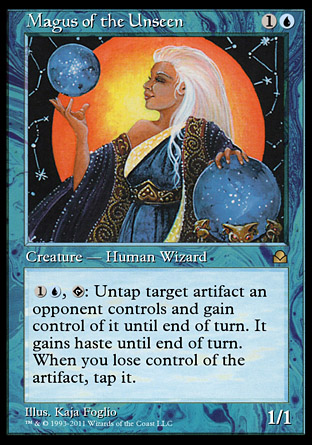 Magus of the Unseen 1
Creature — Human Wizard
1, : Untap target artifact an
opponent controls and gain
control of it until end of turn. It
gains haste until end of turn.
When you lose control of the
artifact, tap it.
Illus. Kaja Foglio
™ & © 1993-2011 Wizards of the Coast LLC
1/1